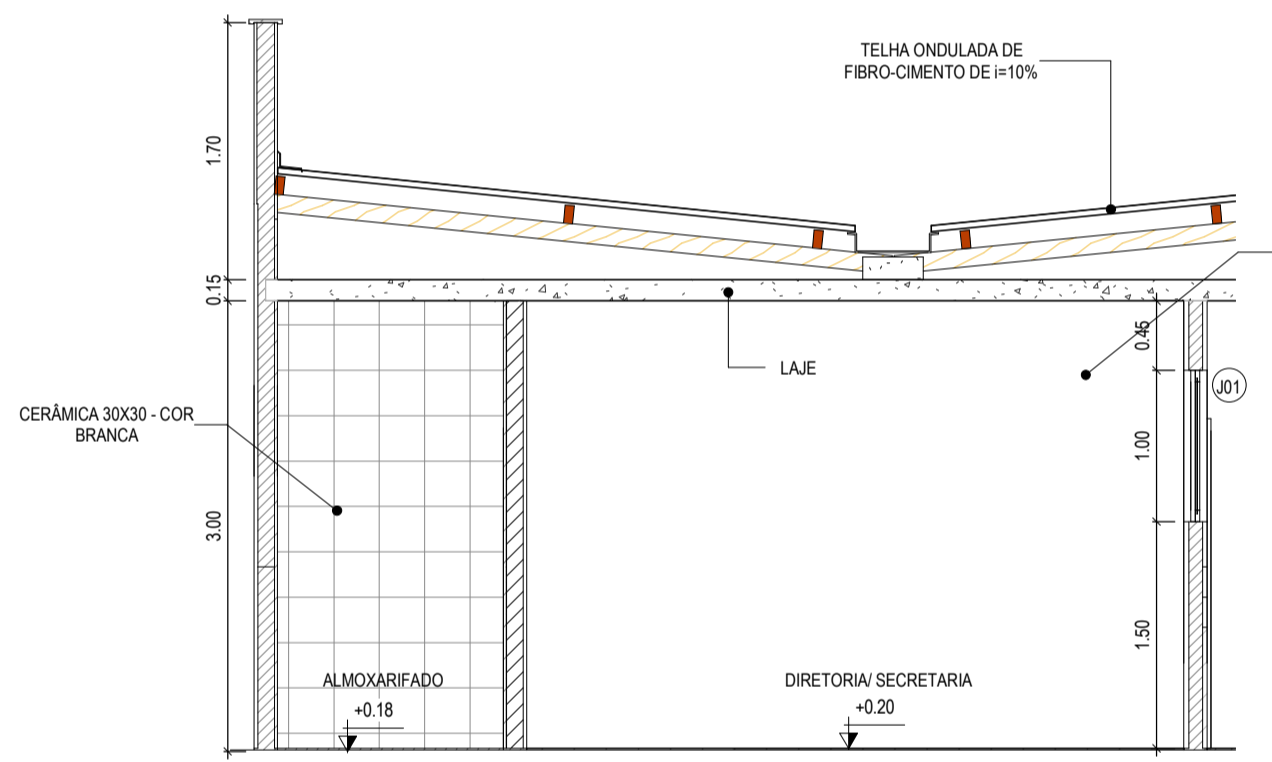 TELHA ONDULADA DE
FIBRO-CIMENTO DE i=10%
1.70
0.15
0.45
LAJE
J01
CERÂMICA 30X30 - COR
BRANCA
1.00
3.00
1.50
ALMOXARIFADO
+0.18
DIRETORIA/ SECRETARIA
+0.20